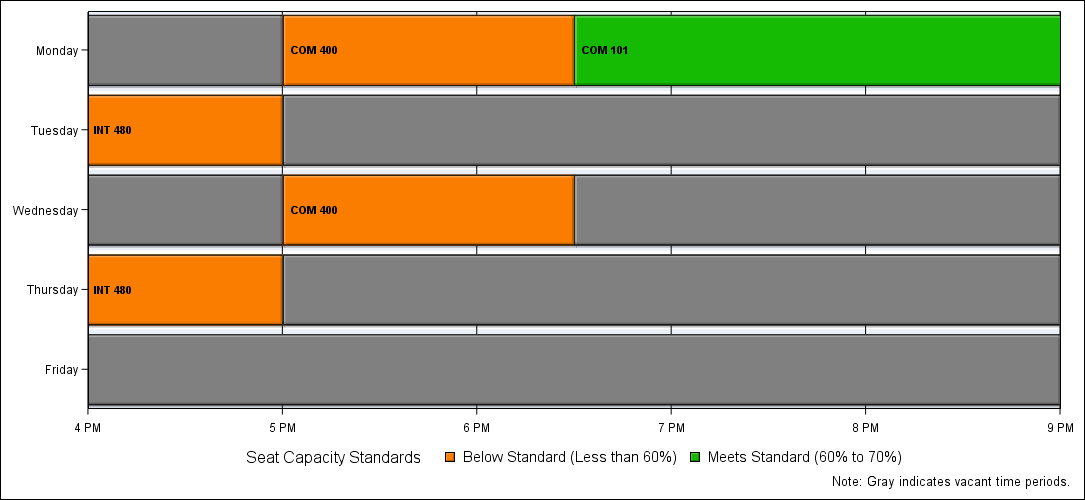 Monday
COM 400
COM 101
Tuesday
INT 480
Wednesday
COM 400
Thursday
INT 480
Friday
4 PM 5 PM 6 PM 7 PM 8 PM 9 PM
Seat Capacity Standards Below Standard (Less than 60%) Meets Standard (60% to 70%)
Note: Gray indicates vacant time periods.